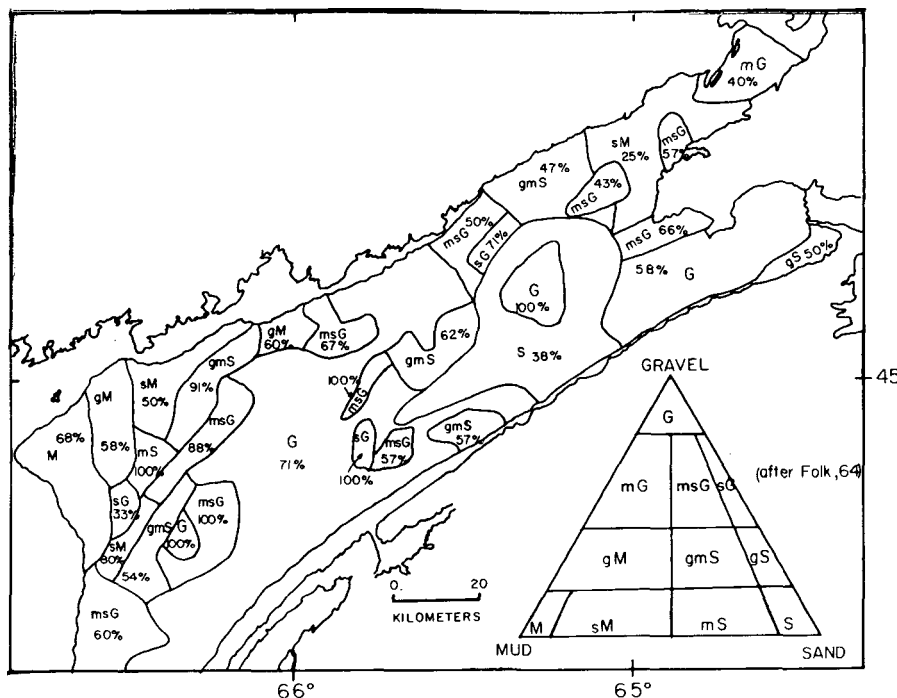 mG
40%
sM
25%
msG
57%
47%
gmS
43%
msG
msG 50%
sG 71%
msG 66%
58% G
gS 50%
G
100%
62%
gmS
S 38%
gM
60%
msG
67%
gmS
91%
sM
50%
gM
58%
68%
M
mS
100%
msG
88%
100%
msG
G
71%
sG
100%
msG
57%
gmS
57%
sG
33%
sM
80%
gmS
54%
G
100%
msG
100%
msG
60%
0. 20
KILOMETERS
45
GRAVEL
G
mG msG sG
(after Folk, 64)
gM gmS gS
M sM mS S
MUD SAND
66° 65°